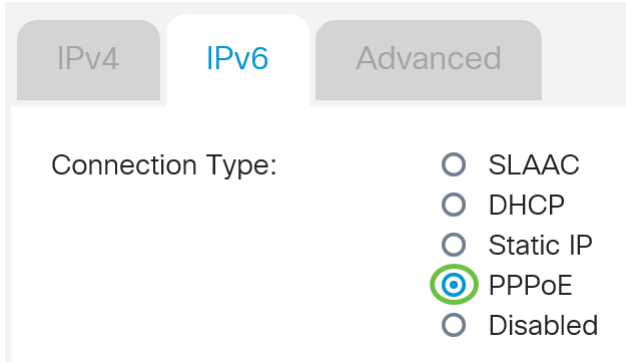 IPv4 IPv6 Advanced
Connection Type: SLAAC
DHCP
Static IP
PPPoE
Disabled